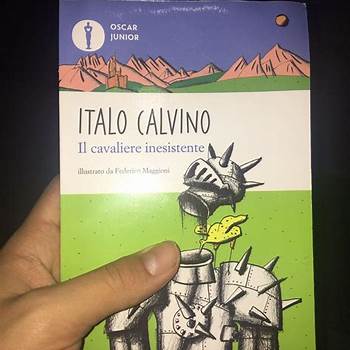 OSCAR
JUNIOR
ITALO CALVINO
Il cavaliere inesistente
illustrato da Federico Maggioni